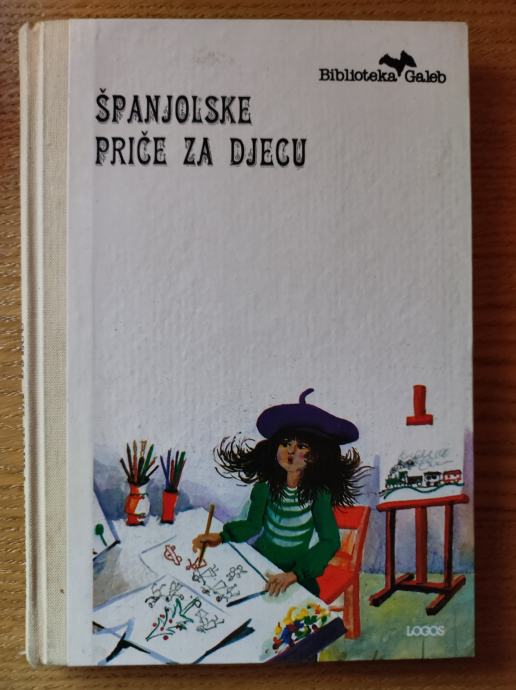 Biblioteka Galeb
ŠPANJOLSKE
PRIČE ZA DJECU
LOGOS